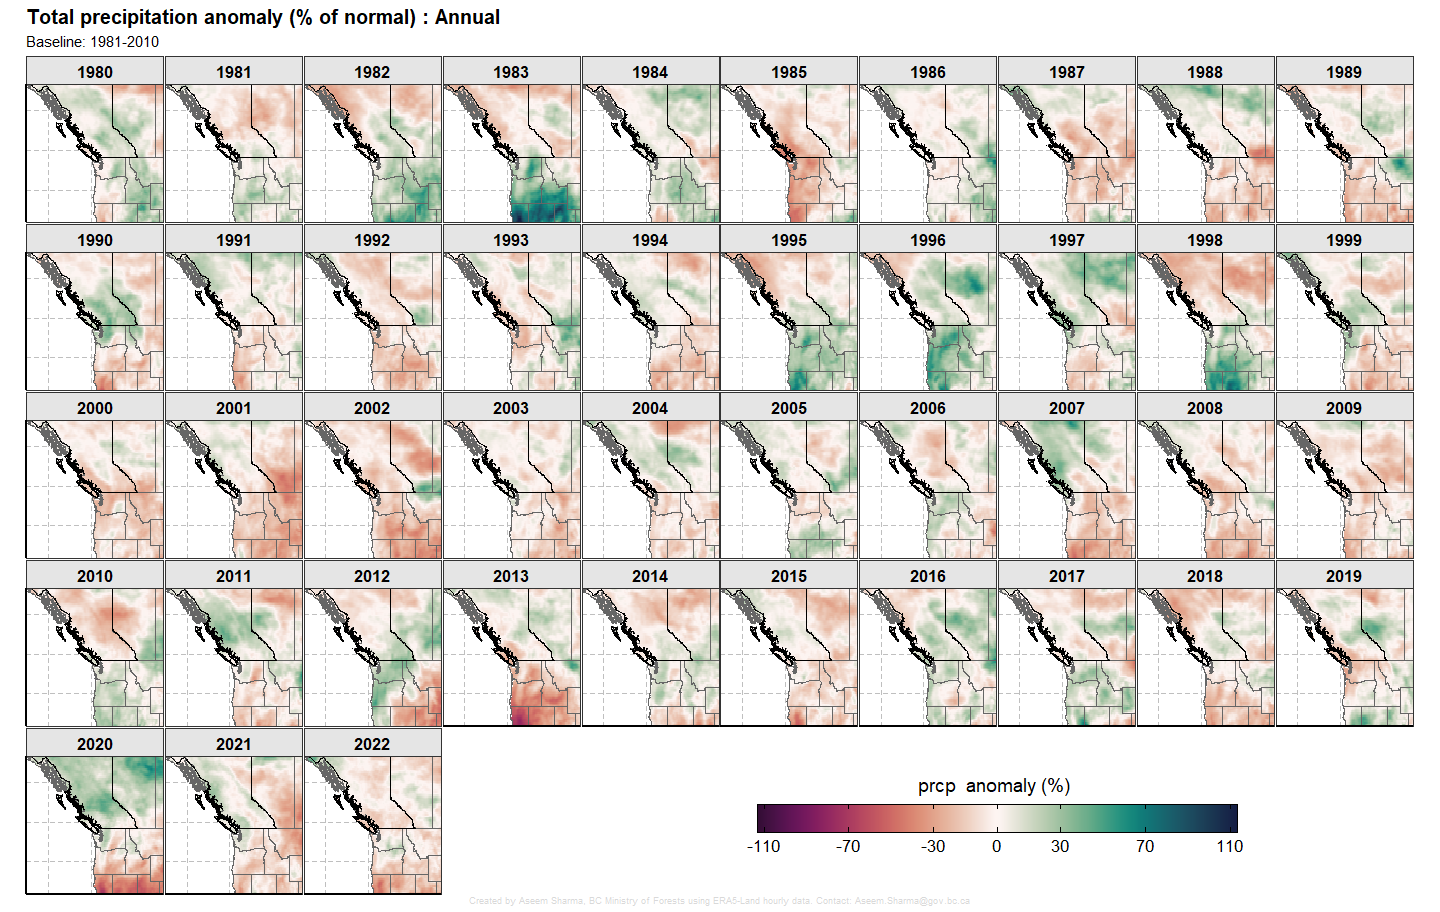 Total precipitation anomaly (% of normal) : Annual
Baseline: 1981-2010
1980 1981 1982 1983 1984 1985 1986 1987 1988 1989
1990 1991 1992 1993 1994 1995 1996 1997 1998 1999
2000 2001 2002 2003 2004 2005 2006 2007 2008 2009
2010 2011 2012 2013 2014 2015 2016 2017 2018 2019
2020 2021 2022
prcp anomaly (%)
-110 -70 -30 0 30 70 110
Created by Aseem Sharma, BC Ministry of Forests using ERA5-Land hourly data. Contact: Aseem.Sharma@gov.bc.ca